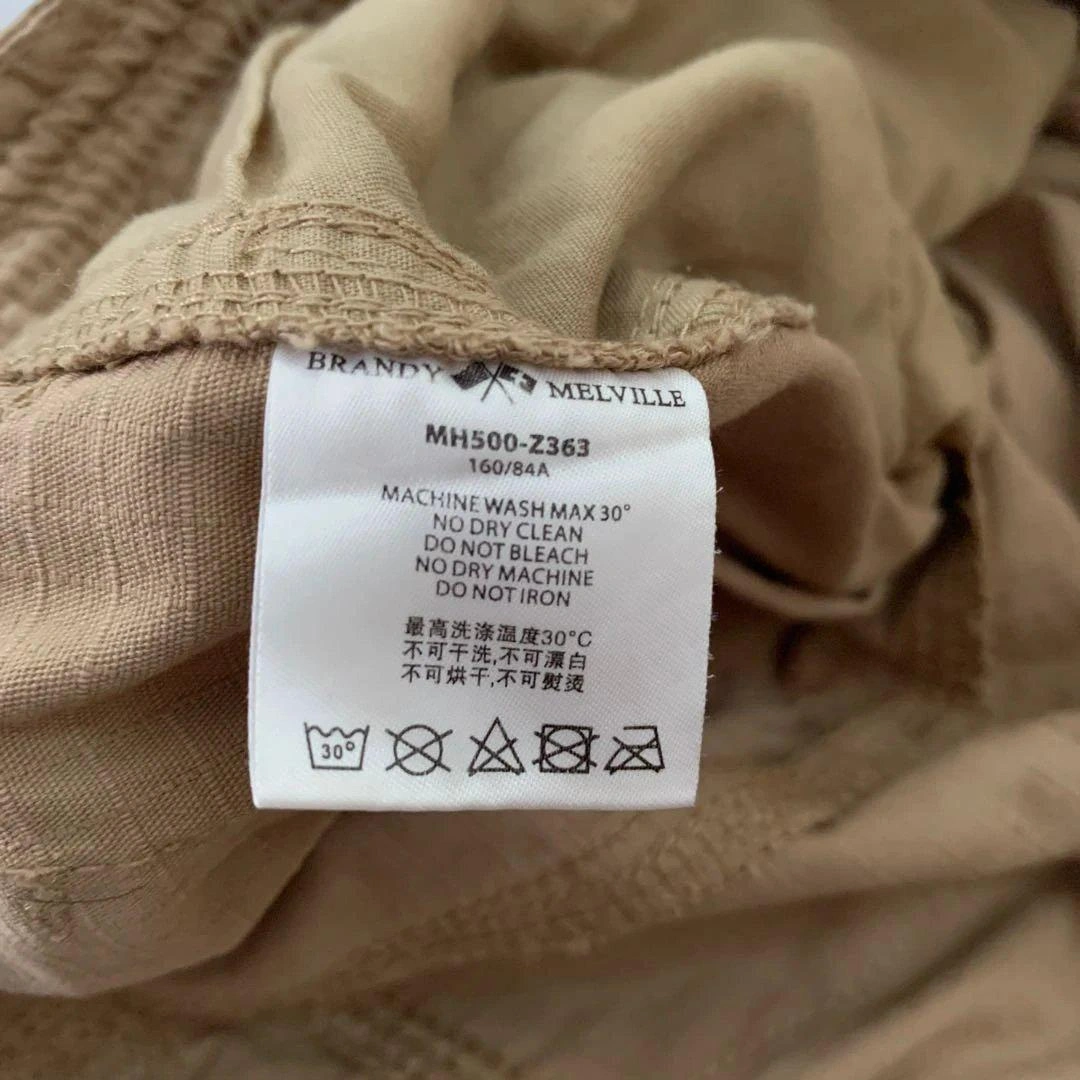 BRANDY MELVILLE
MH500-Z363
160/84A
MACHINE WASH MAX 30°
NO DRY CLEAN
DO NOT BLEACH
NO DRY MACHINE
DO NOT IRON
最高洗涤温度30°C
不可干洗,不可漂白
不可烘干,不可熨烫
30°